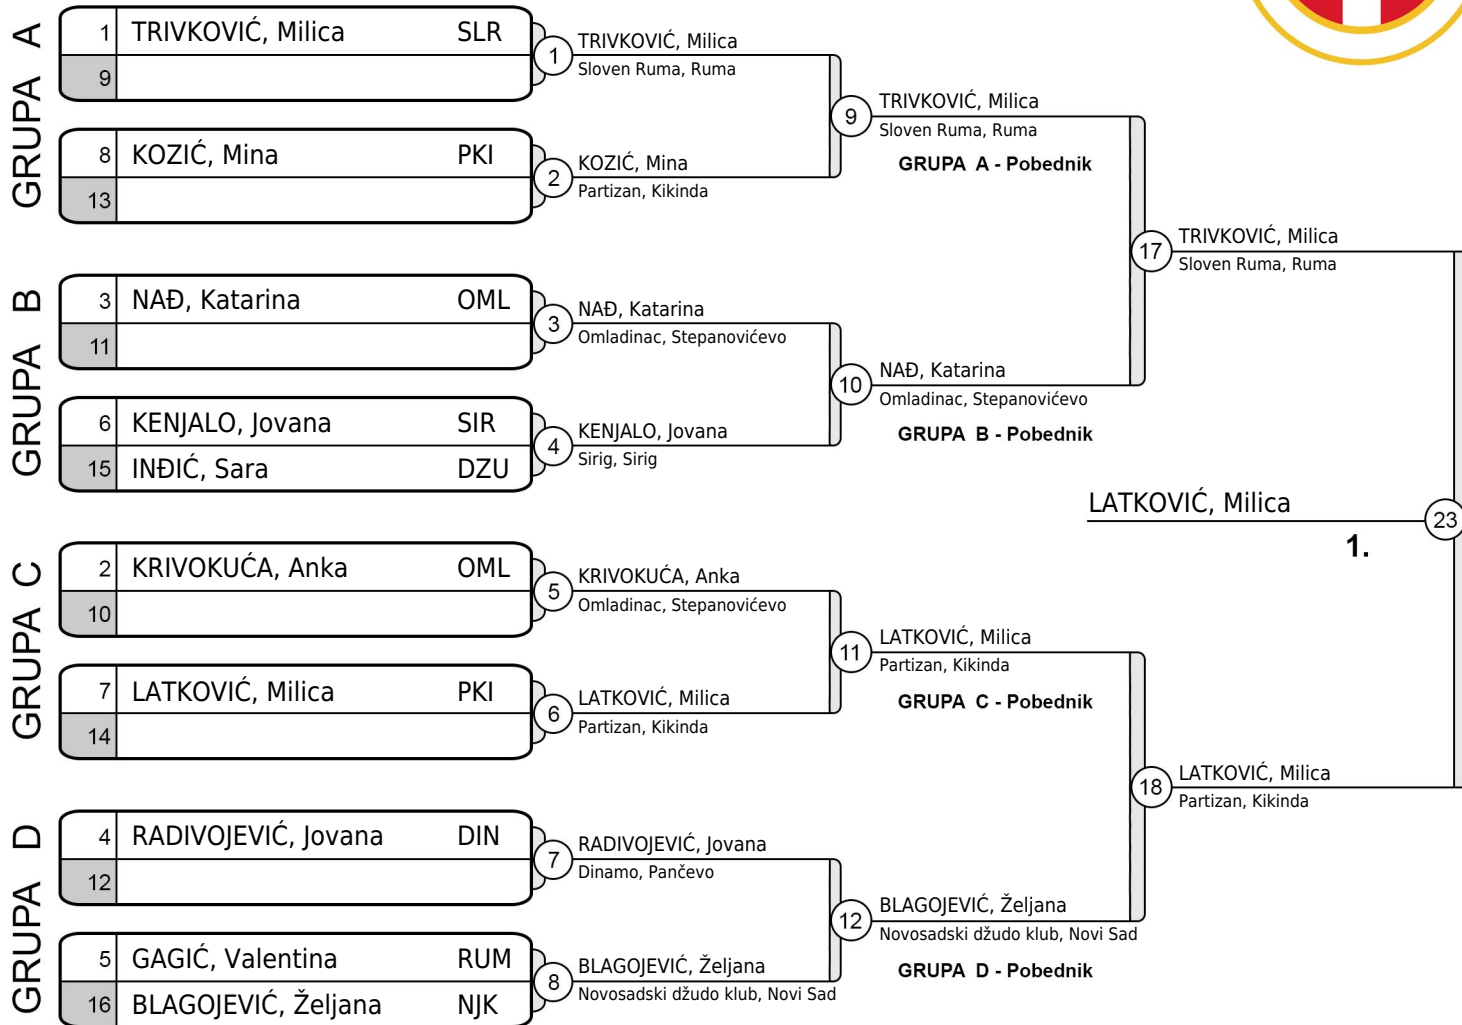 GRUPA A
1 TRIVKOVIĆ, Milica SLR
9
8 KOZIĆ, Mina PKI
13
1 TRIVKOVIĆ, Milica
Sloven Ruma, Ruma
2 KOZIĆ, Mina
Partizan, Kikinda
9 TRIVKOVIĆ, Milica
Sloven Ruma, Ruma
GRUPA A - Pobednik
GRUPA B
3 NAĐ, Katarina OML
11
6 KENJALO, Jovana SIR
15 INĐIĆ, Sara DZU
3 NAĐ, Katarina
Omladinac, Stepanovićevo
4 KENJALO, Jovana
Sirig, Sirig
10 NAĐ, Katarina
Omladinac, Stepanovićevo
GRUPA B - Pobednik
17 TRIVKOVIĆ, Milica
Sloven Ruma, Ruma
LATKOVIĆ, Milica 23
1.
GRUPA C
2 KRIVOKUĆA, Anka OML
10
7 LATKOVIĆ, Milica PKI
14
5 KRIVOKUĆA, Anka
Omladinac, Stepanovićevo
6 LATKOVIĆ, Milica
Partizan, Kikinda
11 LATKOVIĆ, Milica
Partizan, Kikinda
GRUPA C - Pobednik
GRUPA D
4 RADIVOJEVIĆ, Jovana DIN
12
5 GAGIĆ, Valentina RUM
16 BLAGOJEVIĆ, Željana NJK
7 RADIVOJEVIĆ, Jovana
Dinamo, Pančevo
8 BLAGOJEVIĆ, Željana
Novosadski džudo klub, Novi Sad
12 BLAGOJEVIĆ, Željana
Novosadski džudo klub, Novi Sad
GRUPA D - Pobednik
18 LATKOVIĆ, Milica
Partizan, Kikinda